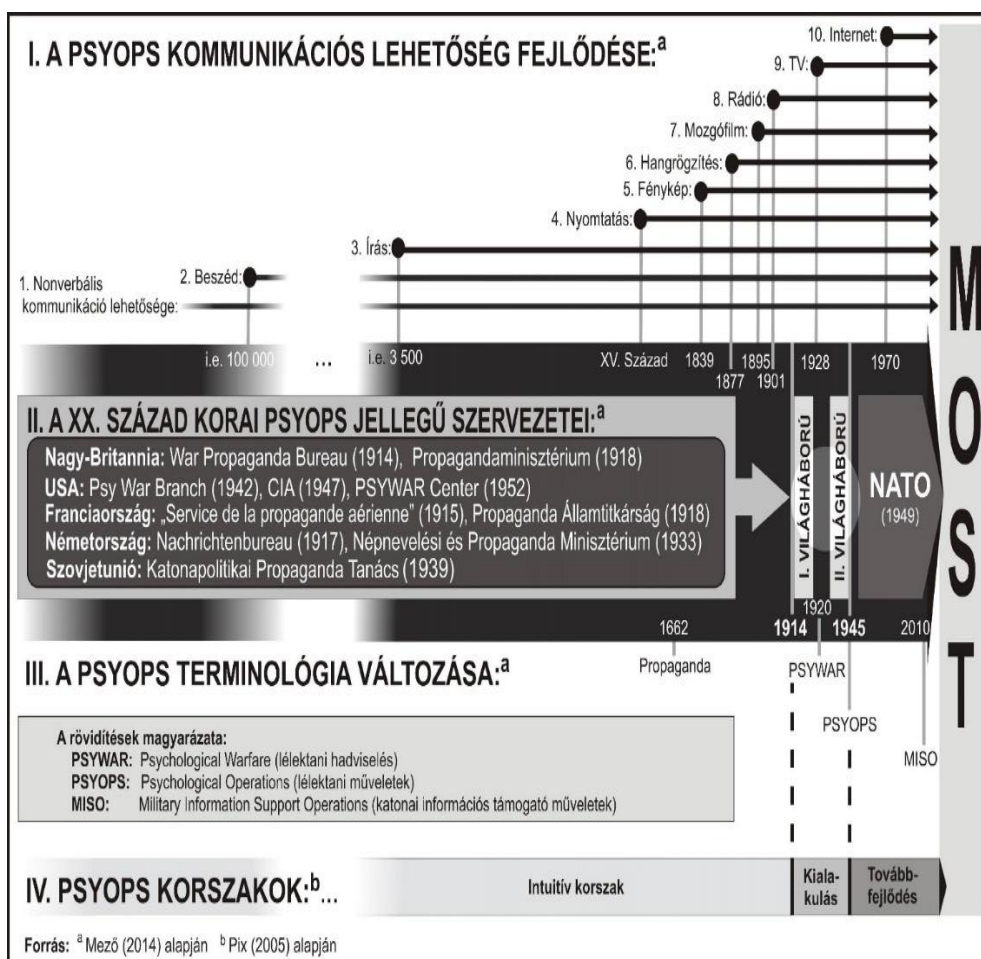 I. A PSYOPS KOMMUNIKÁCIÓS LEHETŐSÉG FEJLŐDÉSE:a
10. Internet:
9. TV:
8. Rádió:
7. Mozgófilm:
6. Hangrögzítés:
5. Fénykép:
4. Nyomtatás:
3. Írás:
2. Beszéd:
1. Nonverbális
kommunikáció lehetősége:
i.e. 100 000 ... i.e. 3 500 XV. Század 1839 1895 1928 1970
1877 1901
MOST
II. A XX. SZÁZAD KORAI PSYOPS JELLEGŰ SZERVEZETEI:a
Nagy-Britannia: War Propaganda Bureau (1914), Propagandaminisztérium (1918)
USA: Psy War Branch (1942), CIA (1947), PSYWAR Center (1952)
Franciaország: „Service de la propagande aérienne” (1915), Propaganda Államtitkárság (1918)
Németország: Nachrichtenbureau (1917), Népnevelési és Propaganda Minisztérium (1933)
Szovjetunió: Katonapolitikai Propaganda Tanács (1939)
I. VILÁGHÁBORÚ
II. VILÁGHÁBORÚ
NATO
(1949)
1920
1662 1914 1945 2010
Propaganda PSYWAR
PSYOPS
MISO
III. A PSYOPS TERMINOLÓGIA VÁLTOZÁSA:a
A rövidítések magyarázata:
PSYWAR: Psychological Warfare (lélektani hadviselés)
PSYOPS: Psychological Operations (lélektani műveletek)
MISO: Military Information Support Operations (katonai információs támogató műveletek)
IV. PSYOPS KORSZAKOK:b...
Intuitív korszak
Kiala-
kulás
Tovább-
fejlődés
Forrás: a Mező (2014) alapján b Pix (2005) alapján